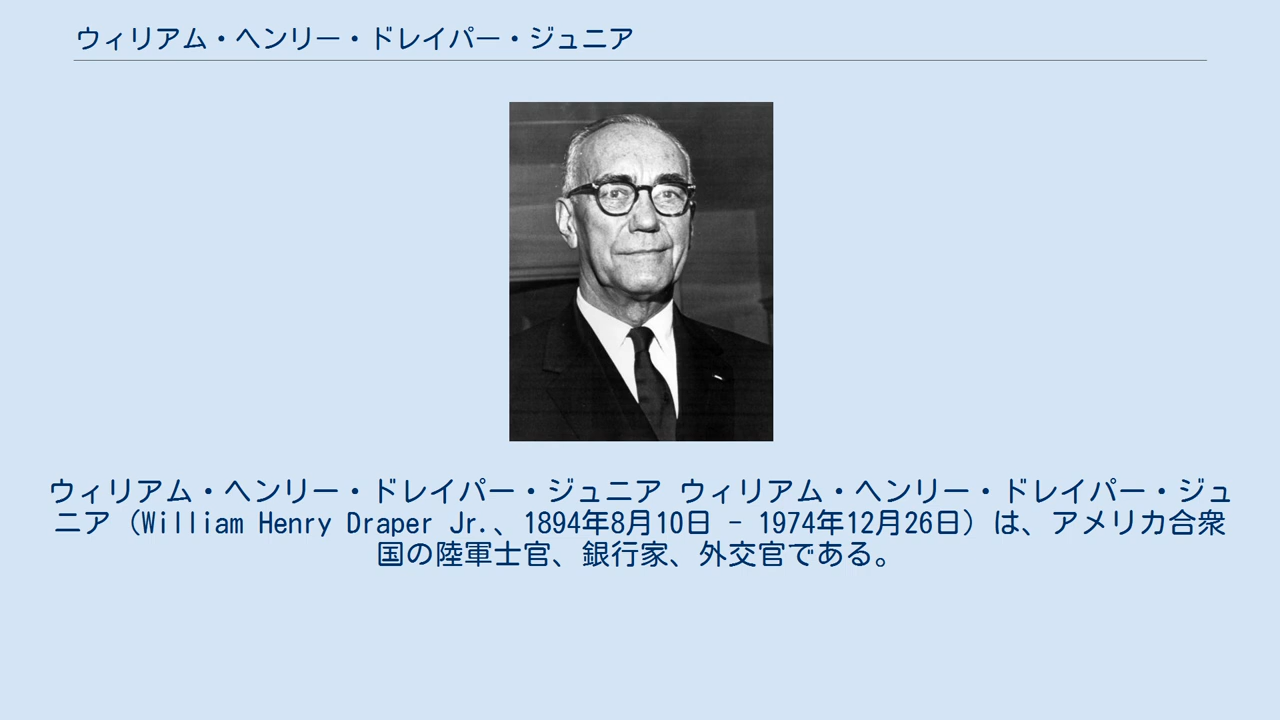 ウィリアム・ヘンリー・ドレイパー・ジュニア
ウィリアム・ヘンリー・ドレイパー・ジュニア ウィリアム・ヘンリー・ドレイパー・ジュ
ニア（William Henry Draper Jr.、1894年8月10日 - 1974年12月26日）は、アメリカ合衆
国の陸軍士官、銀行家、外交官である。